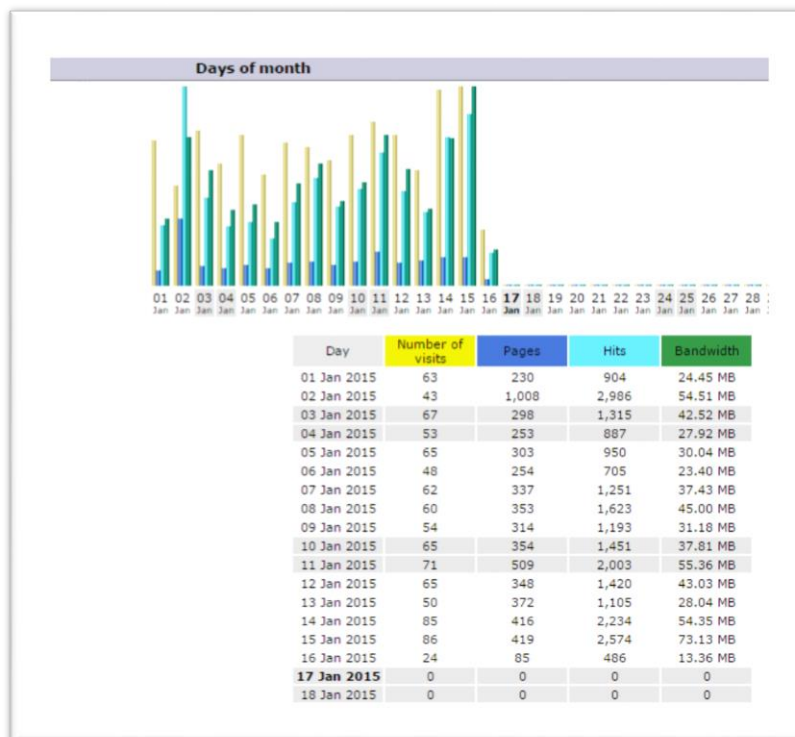 Days of month
01 02 03 04 05 06 07 08 09 10 11 12 13 14 15 16 17 18 19 20 21 22 23 24 25 26 27 28
Jan Jan Jan Jan Jan Jan Jan Jan Jan Jan Jan Jan Jan Jan Jan Jan Jan Jan Jan Jan Jan Jan Jan Jan Jan Jan Jan Jan
Day Number of visits Pages Hits Bandwidth
01 Jan 2015 63 230 904 24.45 MB
02 Jan 2015 43 1,008 2,986 54.51 MB
03 Jan 2015 67 298 1,315 42.52 MB
04 Jan 2015 53 253 887 27.92 MB
05 Jan 2015 65 303 950 30.04 MB
06 Jan 2015 48 254 705 23.40 MB
07 Jan 2015 62 337 1,251 37.43 MB
08 Jan 2015 60 353 1,623 45.00 MB
09 Jan 2015 54 314 1,193 31.18 MB
10 Jan 2015 65 354 1,451 37.81 MB
11 Jan 2015 71 509 2,003 55.36 MB
12 Jan 2015 65 348 1,420 43.03 MB
13 Jan 2015 50 372 1,105 28.04 MB
14 Jan 2015 85 416 2,234 54.35 MB
15 Jan 2015 86 419 2,574 73.13 MB
16 Jan 2015 24 85 486 13.36 MB
17 Jan 2015 0 0 0 0
18 Jan 2015 0 0 0 0